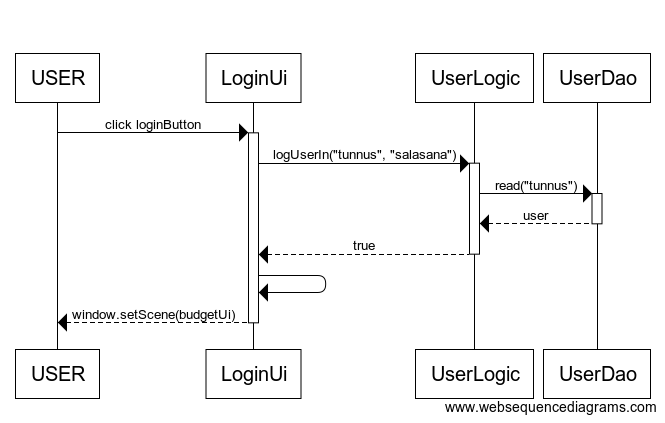 USER
LoginUi
UserLogic
UserDao
click loginButton
logUserIn("tunnus", "salasana")
read("tunnus")
user
true
window.setScene(budgetUi)
USER
LoginUi
UserLogic
UserDao
www.websequencediagrams.com